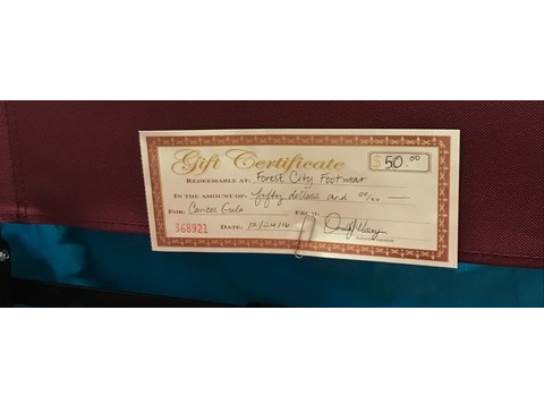 Gift Certificate $50.00
REDEEMABLE AT: Forest City Footwear
IN THE AMOUNT OF: fifty dollars and 00/00
FOR: Cancer Gala FROM:
368921 DATE: 12/24/16